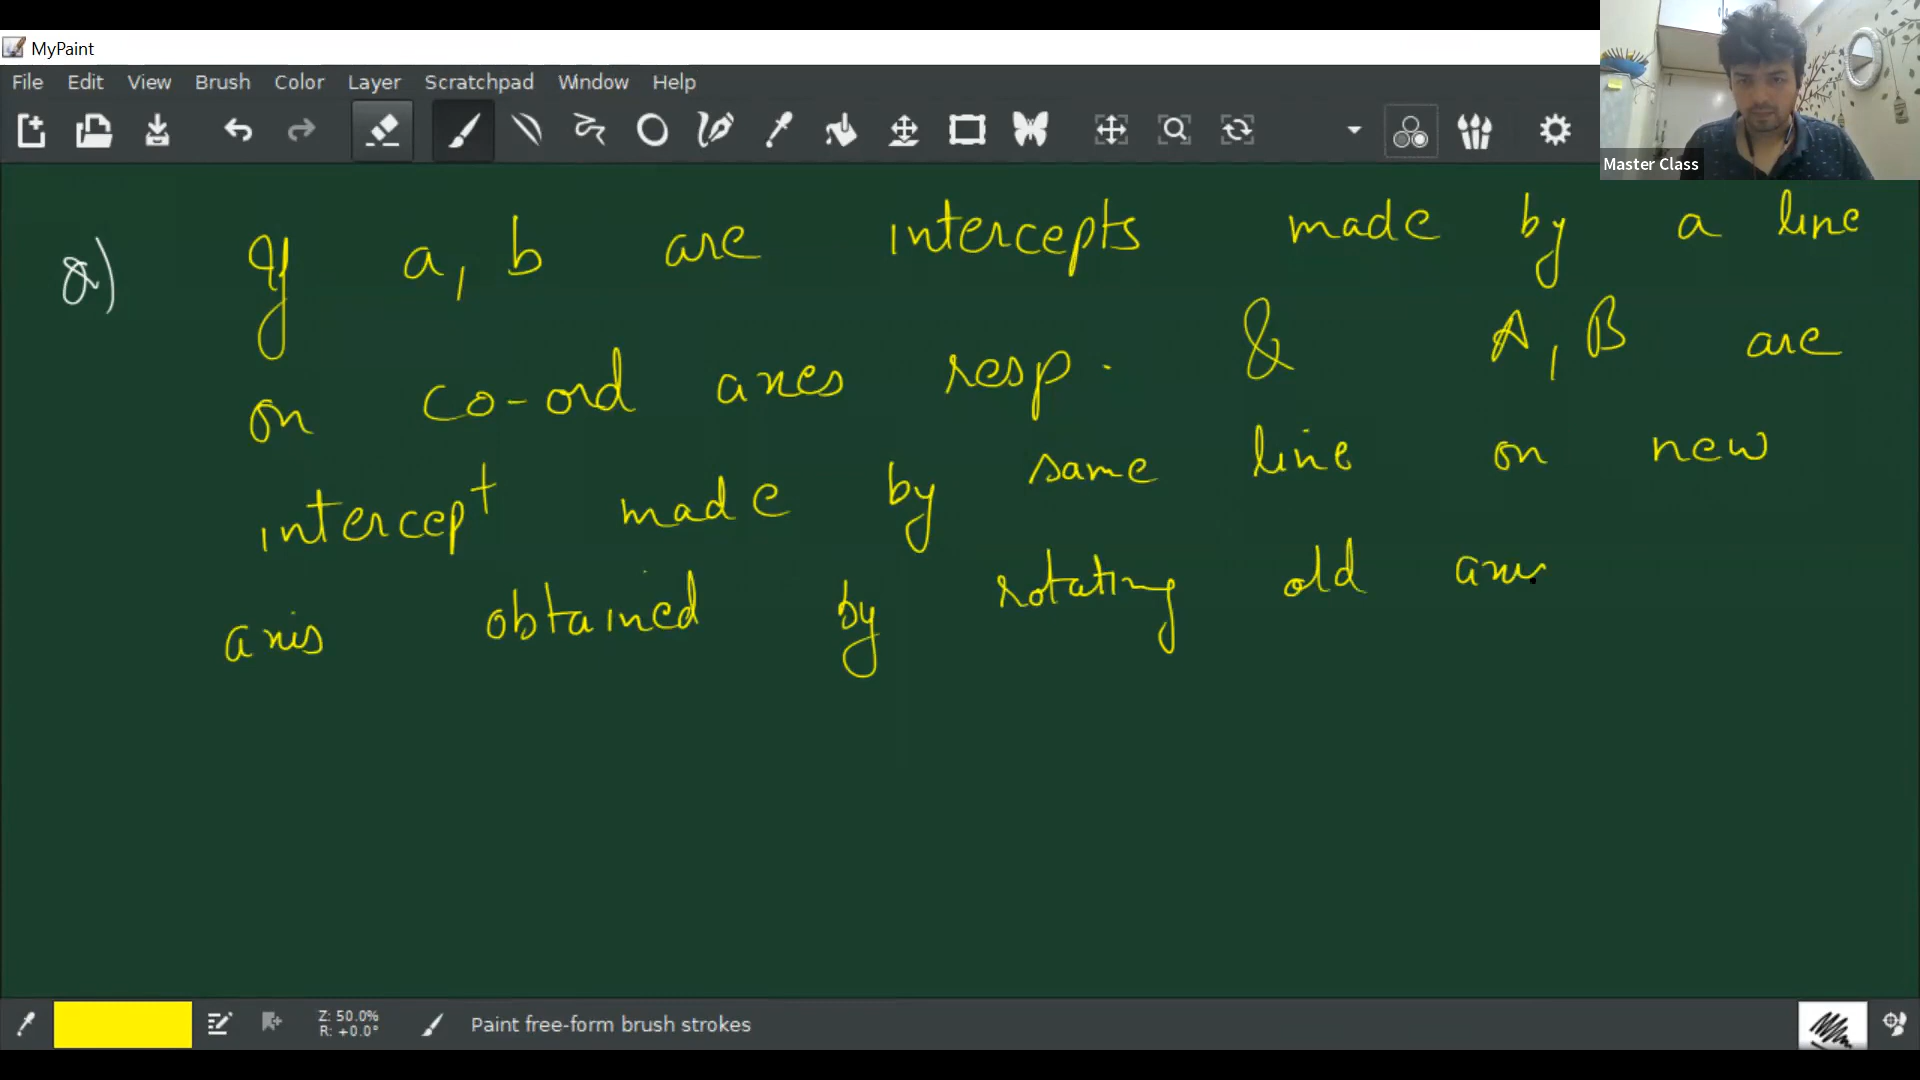 MyPaint
File Edit View Brush Color Layer Scratchpad Window Help
Master Class
Q) If a, b are intercepts made by a line
on co-ord axes resp. & A, B are
intercept made by same line on new
axis obtained by rotating old
Z: 50.0%
R: +0.0°
Paint free-form brush strokes